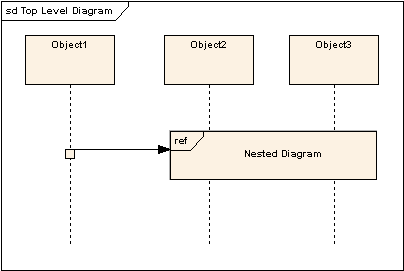 sd Top Level Diagram
Object1
Object2
Object3
ref
Nested Diagram